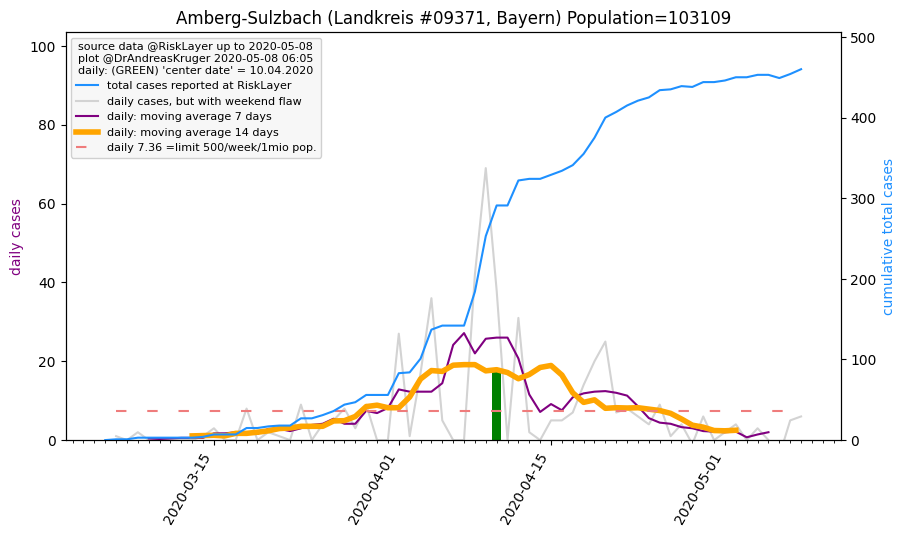 Amberg-Sulzbach (Landkreis #09371, Bayern) Population=103109
source data @RiskLayer up to 2020-05-08
plot @DrAndreasKruger 2020-05-08 06:05
daily: (GREEN) 'center date' = 10.04.2020
total cases reported at RiskLayer
daily cases, but with weekend flaw
daily: moving average 7 days
daily: moving average 14 days
daily 7.36 =limit 500/week/1mio pop.
daily cases
100
80
60
40
20
0
cumulative total cases
500
400
300
200
100
0
2020-03-15
2020-04-01
2020-04-15
2020-05-01